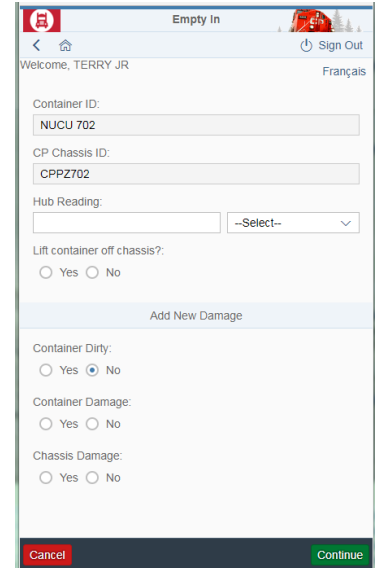 Empty In
Sign Out
Welcome, TERRY JR
Français
Container ID:
NUCU 702
CP Chassis ID:
CPPZ702
Hub Reading:
--Select--
Lift container off chassis?:
Yes No
Add New Damage
Container Dirty:
Yes No
Container Damage:
Yes No
Chassis Damage:
Yes No
Cancel Continue